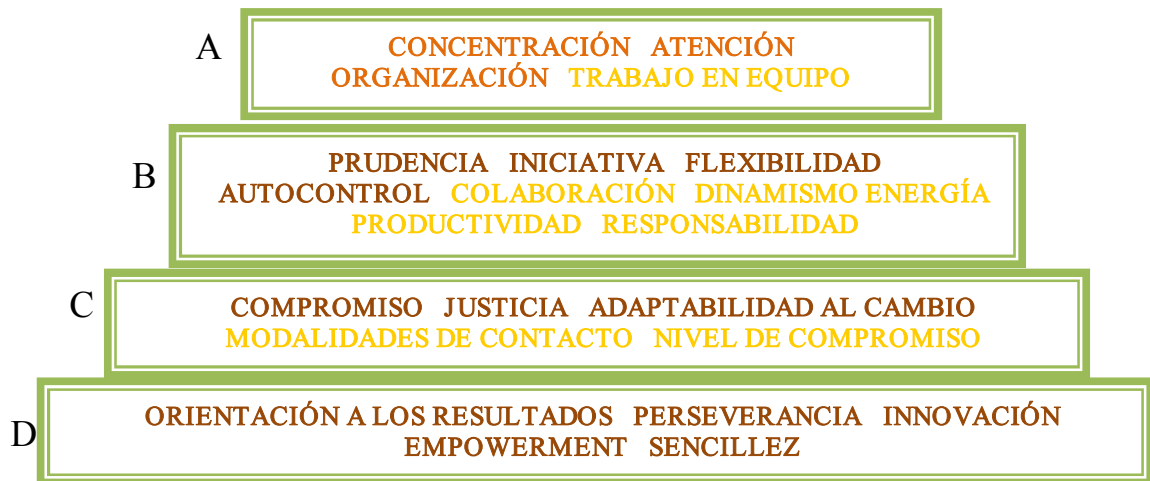 A
CONCENTRACIÓN ATENCIÓN
ORGANIZACIÓN TRABAJO EN EQUIPO
B
PRUDENCIA INICIATIVA FLEXIBILIDAD
AUTOCONTROL COLABORACIÓN DINAMISMO ENERGÍA
PRODUCTIVIDAD RESPONSABILIDAD
C
COMPROMISO JUSTICIA ADAPTABILIDAD AL CAMBIO
MODALIDADES DE CONTACTO NIVEL DE COMPROMISO
D
ORIENTACIÓN A LOS RESULTADOS PERSEVERANCIA INNOVACIÓN
EMPOWERMENT SENCILLEZ